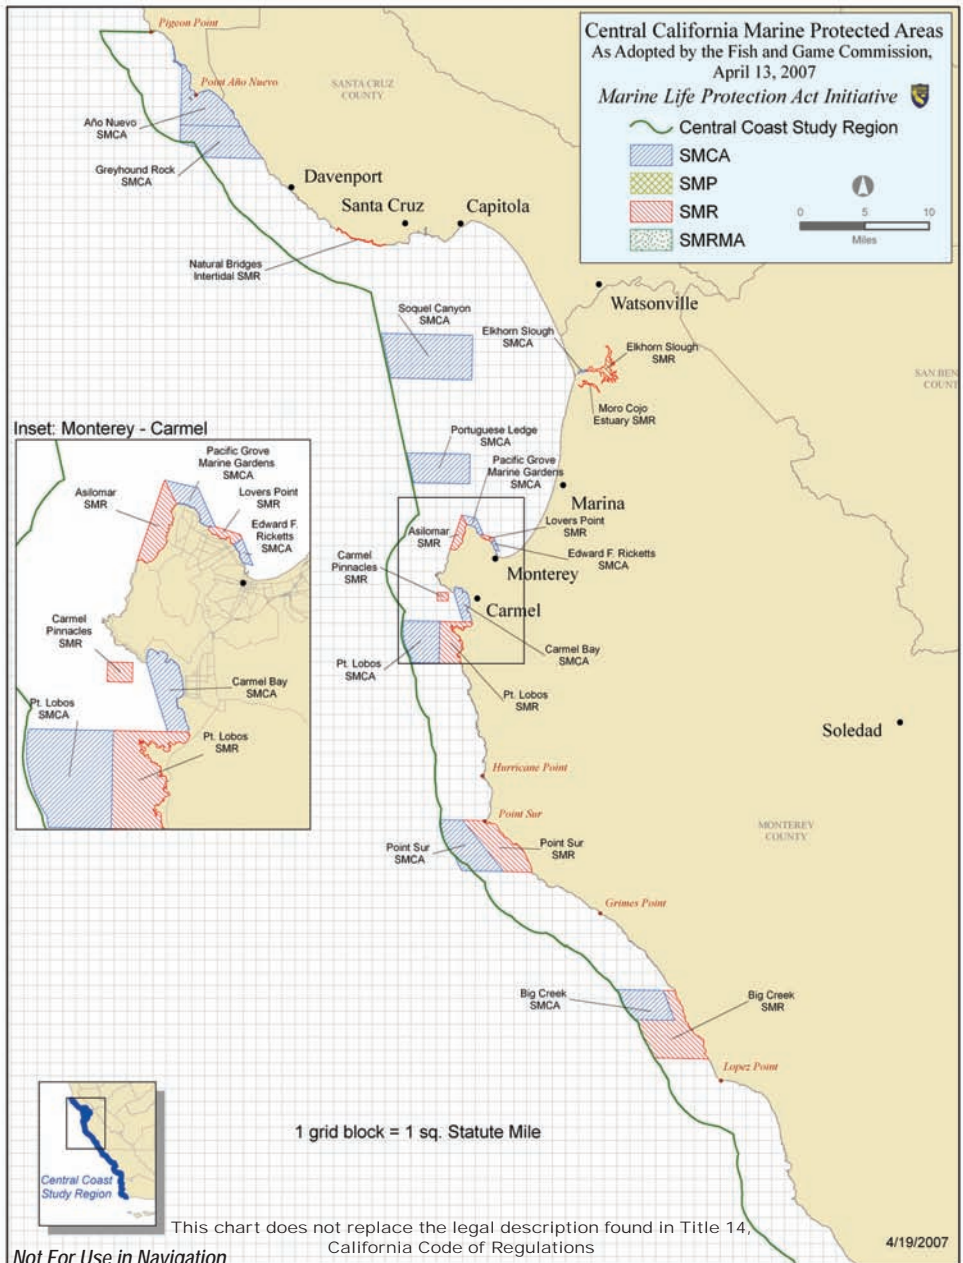 Central California Marine Protected Areas
As Adopted by the Fish and Game Commission,
April 13, 2007
Marine Life Protection Act Initiative
Central Coast Study Region
SMCA
SMP
SMR
SMRMA
0 5 10
Miles
Pigeon Point
SANTA CRUZ
COUNTY
Point Año Nuevo
Año Nuevo
SMCA
Greyhound Rock
SMCA
Davenport
Santa Cruz
Capitola
Natural Bridges
Intertidal SMR
Watsonville
Soquel Canyon
SMCA
Elkhorn Slough
SMCA
Elkhorn Slough
SMR
SAN BEN
COUNT
Moro Cojo
Estuary SMR
Portuguese Ledge
SMCA
Pacific Grove
Marine Gardens
SMCA
Marina
Lovers Point
SMR
Asilomar
SMR
Edward F. Ricketts
SMCA
Monterey
Carmel
Pinnacles
SMR
Carmel
Carmel Bay
SMCA
Pt. Lobos
SMCA
Pt. Lobos
SMR
Soledad
Inset: Monterey - Carmel
Pacific Grove
Marine Gardens
SMCA
Asilomar
SMR
Lovers Point
SMR
Edward F.
Ricketts
SMCA
Carmel
Pinnacles
SMR
Carmel Bay
SMCA
Pt. Lobos
SMCA
Pt. Lobos
SMR
Hurricane Point
Point Sur
Point Sur
SMCA
Point Sur
SMR
MONTEREY
COUNTY
Grimes Point
Big Creek
SMCA
Big Creek
SMR
Lopez Point
1 grid block = 1 sq. Statute Mile
Central Coast
Study Region
This chart does not replace the legal description found in Title 14,
California Code of Regulations
4/19/2007
Not For Use in Navigation